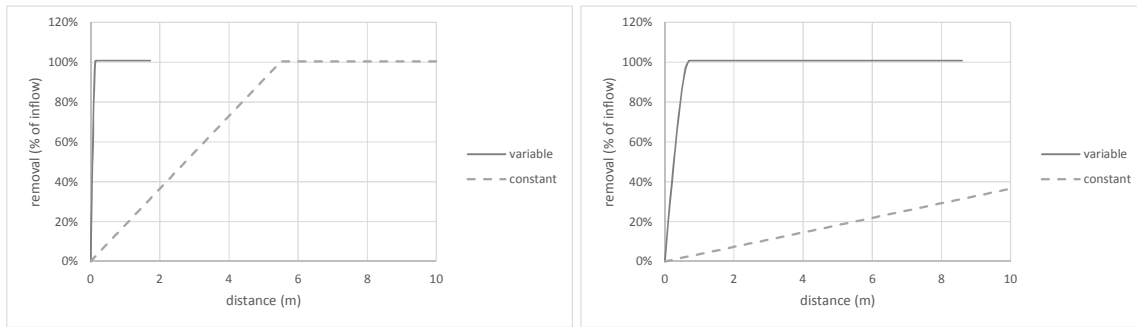 120%
100%
80%
60%
40%
20%
0%
removal (% of inflow)
0 2 4 6 8 10
distance (m)
variable
constant
120%
100%
80%
60%
40%
20%
0%
removal (% of inflow)
0 2 4 6 8 10
distance (m)
variable
constant